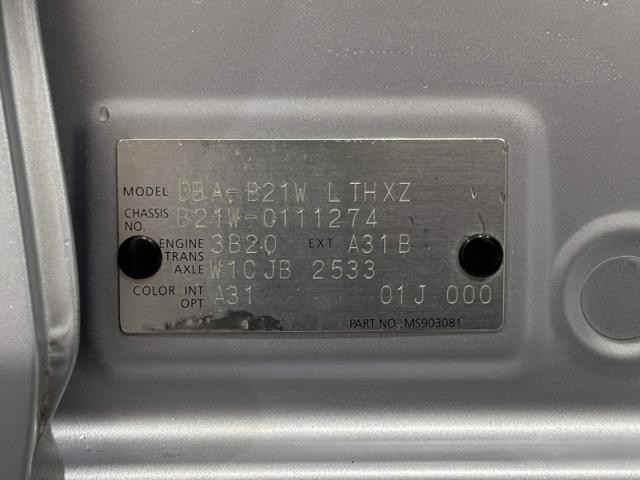 MODEL DBA-B21W LTHXZ
CHASSIS NO. B21W-0111274
ENGINE 3B20 EXT A31B
TRANS AXLE W1CJB 2533
COLOR. INT OPT A31 01J 000
PART NO. MS903081